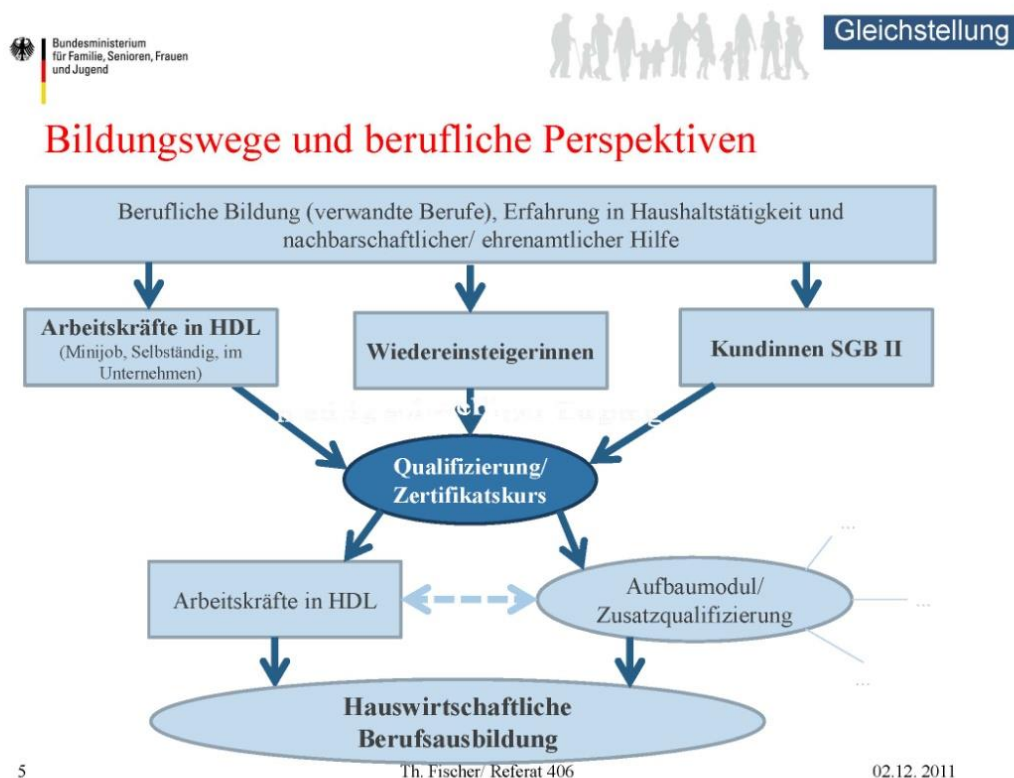 Bundesministerium
für Familie, Senioren, Frauen
und Jugend
Gleichstellung
Bildungswege und berufliche Perspektiven
Berufliche Bildung (verwandte Berufe), Erfahrung in Haushaltstätigkeit und
nachbarschaftlicher/ ehrenamtlicher Hilfe
Arbeitskräfte in HDL
(Minijob, Selbständig, im
Unternehmen)
Wiedereinsteigerinnen
Kundinnen SGB II
Qualifizierung/
Zertifikatskurs
Arbeitskräfte in HDL
Aufbaumodul/
Zusatzqualifizierung
...
...
...
Hauswirtschaftliche
Berufsausbildung
5
Th. Fischer/ Referat 406
02.12. 2011